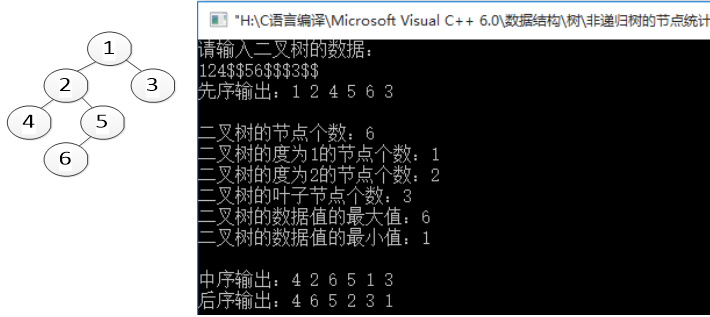 1
2 3
4 5
6
"H:\C语言编译\Microsoft Visual C++ 6.0\数据结构\树\非递归树的节点统计
请输入二叉树的数据：
124$$56$$$3$$
先序输出：1 2 4 5 6 3
二叉树的节点个数：6
二叉树的度为1的节点个数：1
二叉树的度为2的节点个数：2
二叉树的叶子节点个数：3
二叉树的数据值的最大值：6
二叉树的数据值的最小值：1
中序输出：4 2 6 5 1 3
后序输出：4 6 5 2 3 1